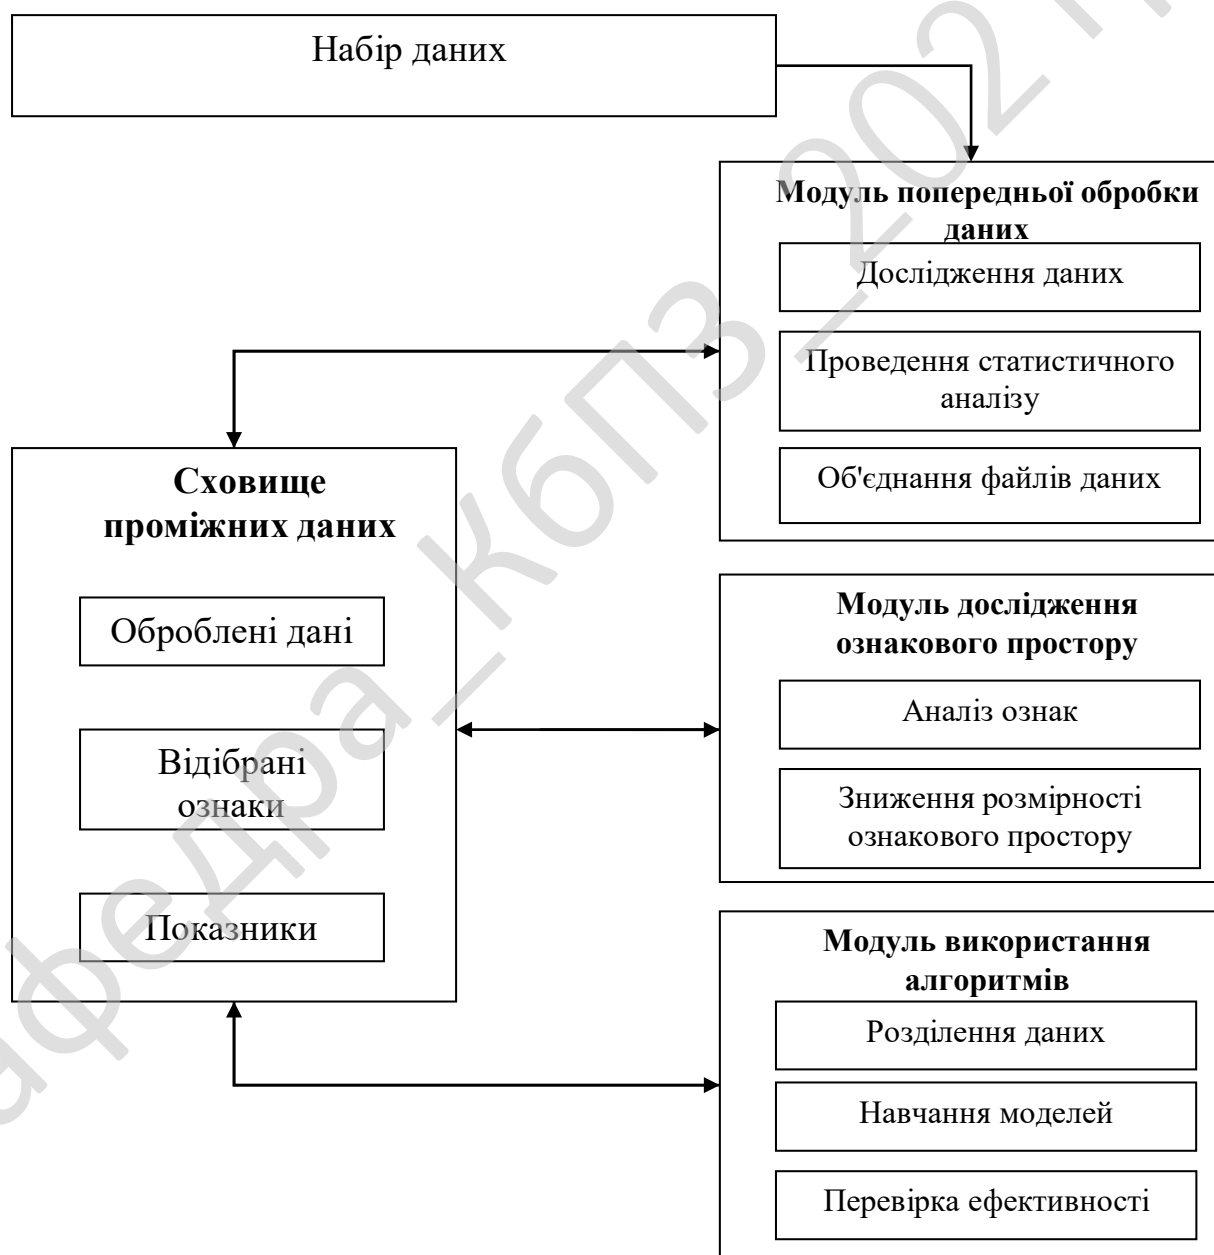 Набір даних
Модуль попередньої обробки
даних
Дослідження даних
Проведення статистичного
аналізу
Об'єднання файлів даних
Сховище
проміжних даних
Оброблені дані
Відібрані
ознаки
Показники
Модуль дослідження
ознакового простору
Аналіз ознак
Зниження розмірності
ознакового простору
Модуль використання
алгоритмів
Розділення даних
Навчання моделей
Перевірка ефективності